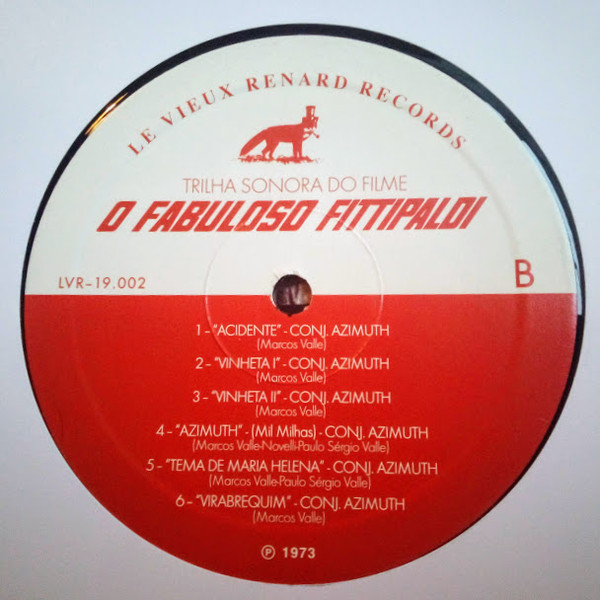 LE VIEUX RENARD RECORDS
TRILHA SONORA DO FILME
O FABULOSO FITTIPALDI
LVR-19.002
B
1 - "ACIDENTE" - CONJ. AZIMUTH
(Marcos Valle)
2 - "VINHETA I" - CONJ. AZIMUTH
(Marcos Valle)
3 - "VINHETA II" - CONJ. AZIMUTH
(Marcos Valle)
4 - "AZIMUTH" - (Mil Milhas) - CONJ. AZIMUTH
(Marcos Valle-Novelli-Paulo Sérgio Valle)
5 - "TEMA DE MARIA HELENA" - CONJ. AZIMUTH
(Marcos Valle-Paulo Sérgio Valle)
6 - "VIRABREQUIM" - CONJ. AZIMUTH
(Marcos Valle)
℗ 1973